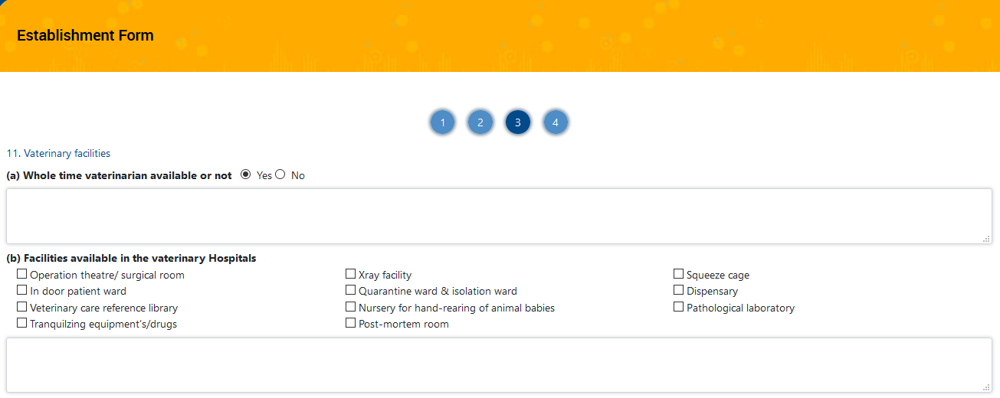 Establishment Form
1 2 3 4
11. Vaterinary facilities
(a) Whole time vaterinarian available or not Yes No
(b) Facilities available in the vaterinary Hospitals
Operation theatre/ surgical room Xray facility Squeeze cage
In door patient ward Quarantine ward & isolation ward Dispensary
Veterinary care reference library Nursery for hand-rearing of animal babies Pathological laboratory
Tranquilzing equipment's/drugs Post-mortem room